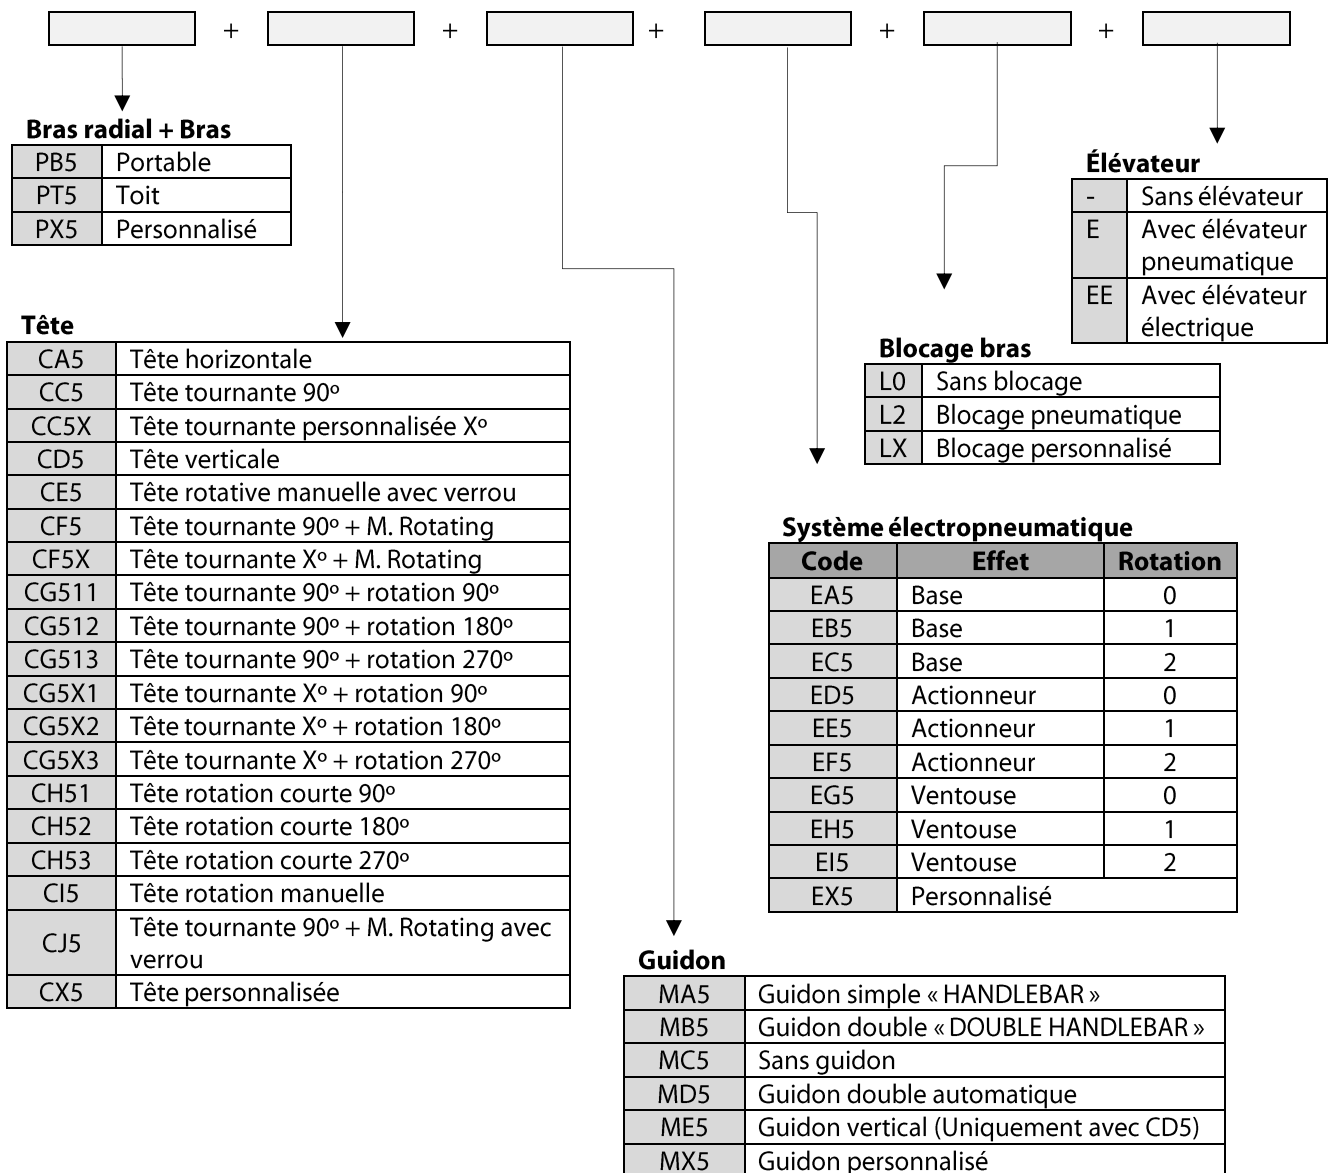 + + + + +
Bras radial + Bras
PB5 Portable
PT5 Toit
PX5 Personnalisé
Tête
CA5 Tête horizontale
CC5 Tête tournante 90º
CC5X Tête tournante personnalisée Xº
CD5 Tête verticale
CE5 Tête rotative manuelle avec verrou
CF5 Tête tournante 90º + M. Rotating
CF5X Tête tournante Xº + M. Rotating
CG511 Tête tournante 90º + rotation 90º
CG512 Tête tournante 90º + rotation 180º
CG513 Tête tournante 90º + rotation 270º
CG5X1 Tête tournante Xº + rotation 90º
CG5X2 Tête tournante Xº + rotation 180º
CG5X3 Tête tournante Xº + rotation 270º
CH51 Tête rotation courte 90º
CH52 Tête rotation courte 180º
CH53 Tête rotation courte 270º
CI5 Tête rotation manuelle
CJ5 Tête tournante 90º + M. Rotating avec
verrou
CX5 Tête personnalisée
Guidon
MA5 Guidon simple « HANDLEBAR »
MB5 Guidon double « DOUBLE HANDLEBAR »
MC5 Sans guidon
MD5 Guidon double automatique
ME5 Guidon vertical (Uniquement avec CD5)
MX5 Guidon personnalisé
Système électropneumatique
Code Effet Rotation
EA5 Base 0
EB5 Base 1
EC5 Base 2
ED5 Actionneur 0
EE5 Actionneur 1
EF5 Actionneur 2
EG5 Ventouse 0
EH5 Ventouse 1
EI5 Ventouse 2
EX5 Personnalisé
Blocage bras
L0 Sans blocage
L2 Blocage pneumatique
LX Blocage personnalisé
Élévateur
- Sans élévateur
E Avec élévateur
pneumatique
EE Avec élévateur
électrique